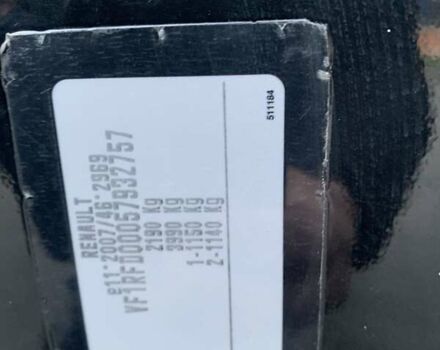 RENAULT
e11*2007/46*2969
VF1RFD00057932757
2190 Kg
3990 Kg
1-1150 Kg
2-1140 Kg
511184